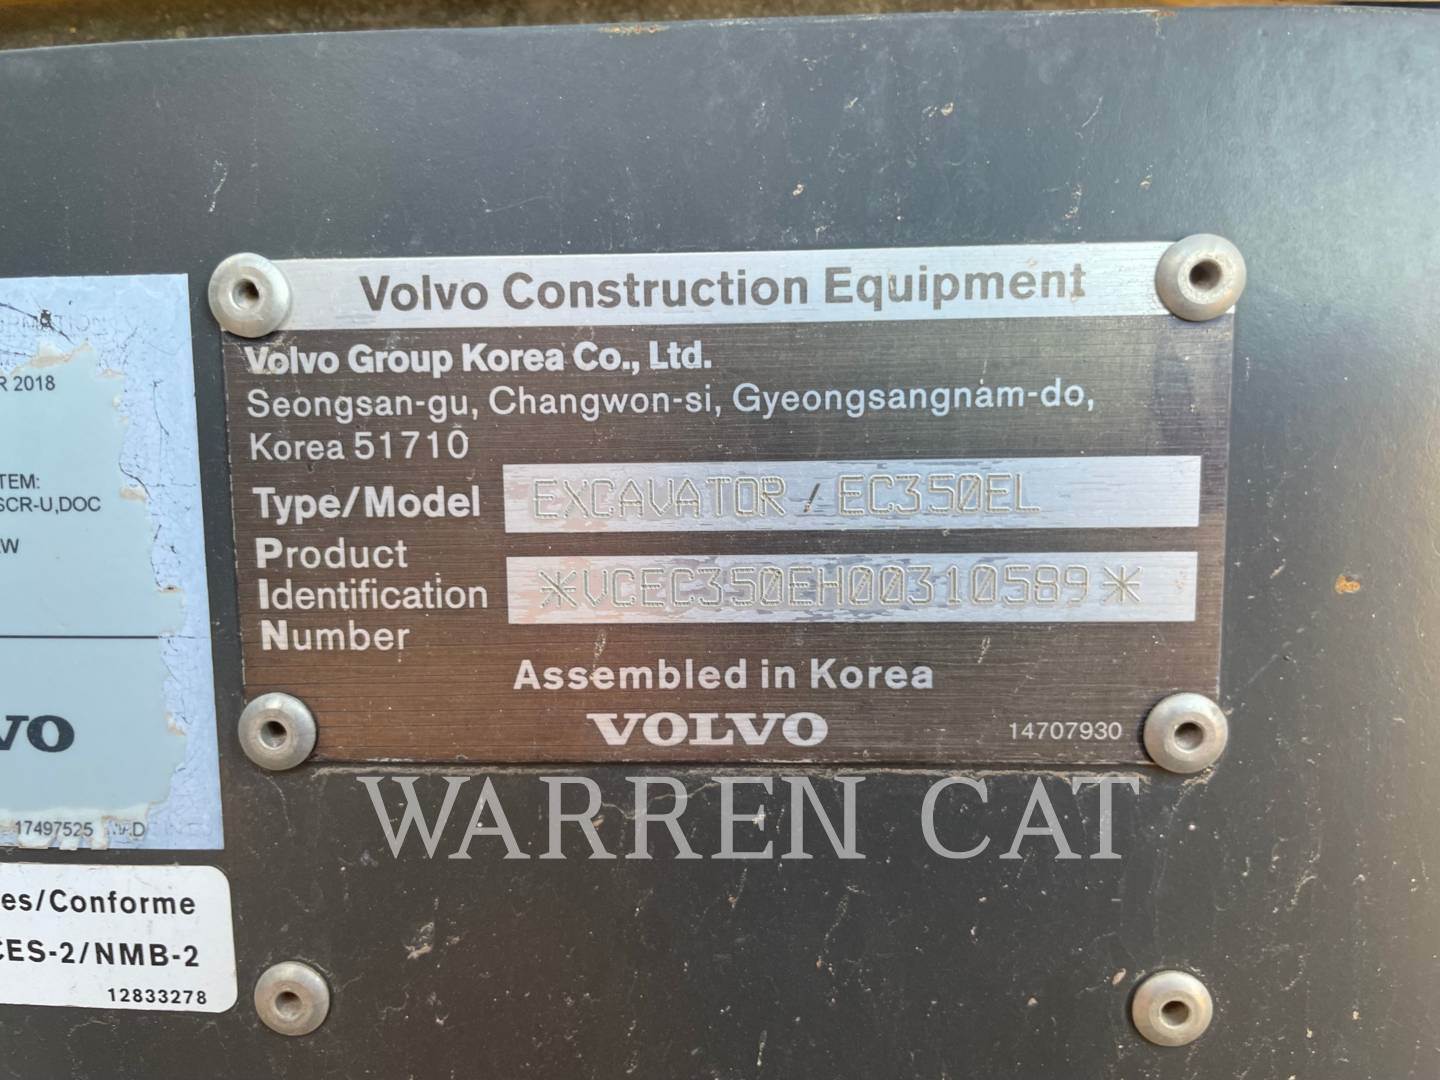 Volvo Construction Equipment
Volvo Group Korea Co., Ltd.
Seongsan-gu, Changwon-si, Gyeongsangnam-do,
Korea 51710
Type/Model EXCAVATOR / EC350EL
Product
Identification *VCEC350EH00310589*
Number
Assembled in Korea
VOLVO 14707930
WARREN CAT
R 2018
TEM:
SCR-U,DOC
W
VO
17497525
es/Conforme
CES-2/NMB-2
12833278